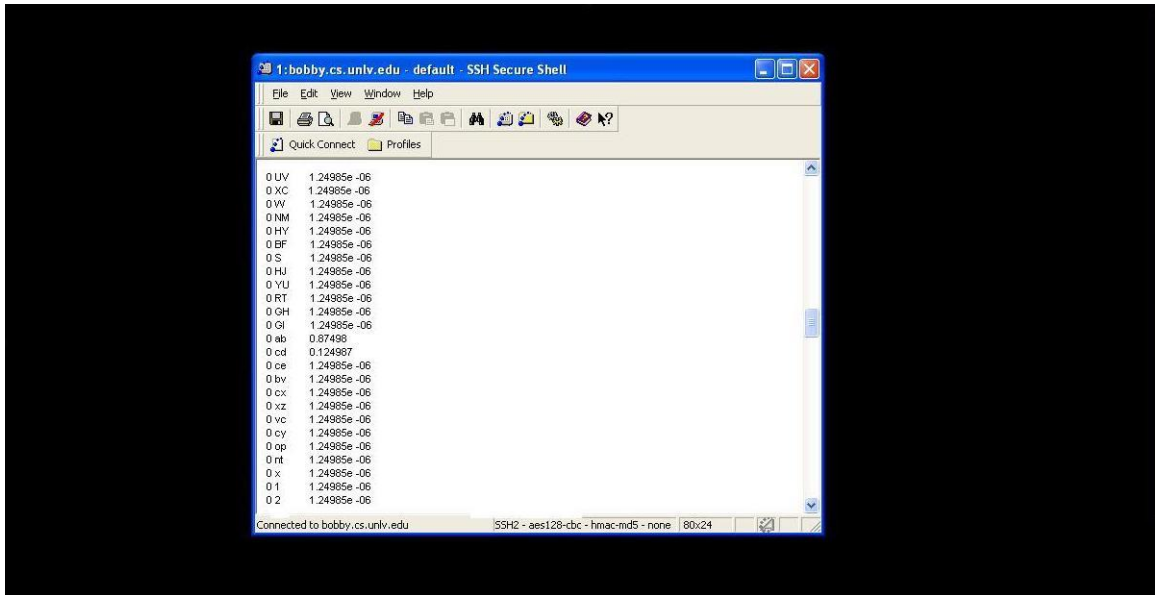 1:bobby.cs.unlv.edu - default - SSH Secure Shell
File Edit View Window Help
Quick Connect Profiles
0 UV 1.24985e -06
0 XC 1.24985e -06
0 VV 1.24985e -06
0 NM 1.24985e -06
0 HY 1.24985e -06
0 BF 1.24985e -06
0 S 1.24985e -06
0 HJ 1.24985e -06
0 YU 1.24985e -06
0 RT 1.24985e -06
0 GH 1.24985e -06
0 GI 1.24985e -06
0 ab 0.87498
0 cd 0.124987
0 ce 1.24985e -06
0 bv 1.24985e -06
0 cx 1.24985e -06
0 xz 1.24985e -06
0 vc 1.24985e -06
0 cy 1.24985e -06
0 op 1.24985e -06
0 nt 1.24985e -06
0 x 1.24985e -06
0 1 1.24985e -06
0 2 1.24985e -06
Connected to bobby.cs.unlv.edu SSH2 - aes128-cbc - hmac-md5 - none 80x24